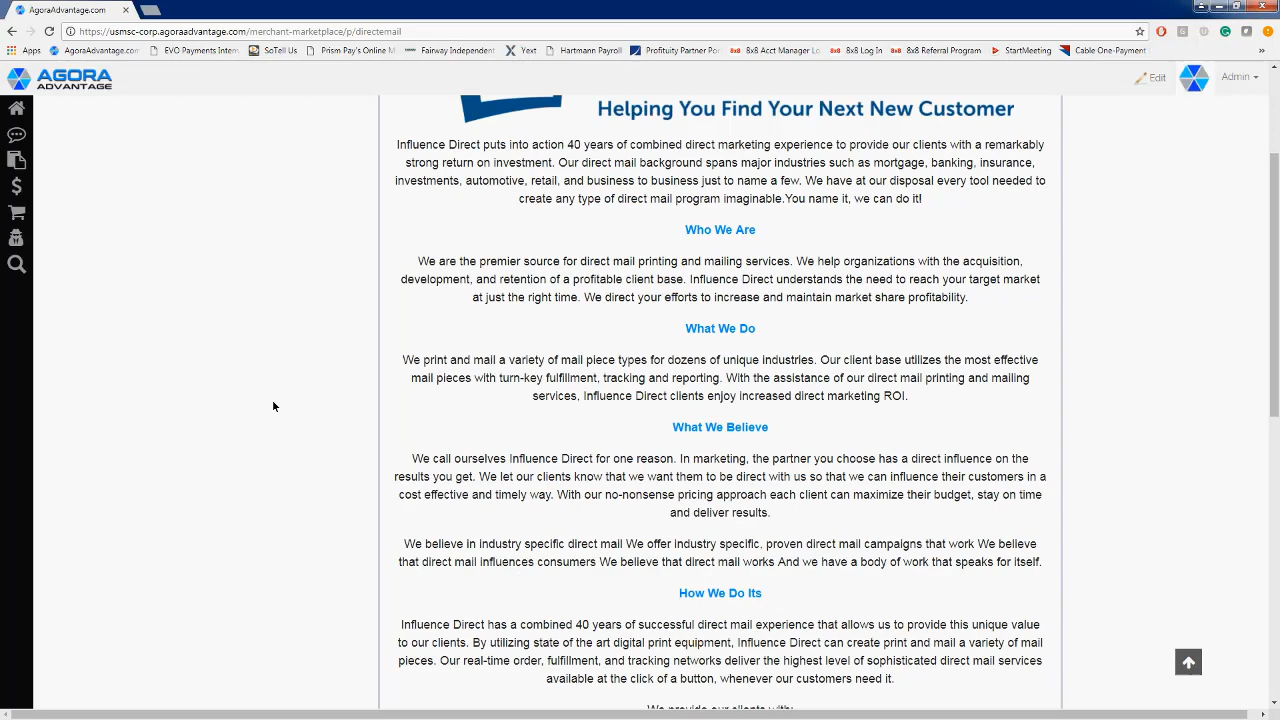 AgoraAdvantage.com
https://usmsc-corp.agoraadvantage.com/merchant-marketplace/p/directemail
Apps AgoraAdvantage.com EVO Payments Intern SoTellUs Prism Pay's Online M Fairway Independent Yext Hartmann Payroll Profituity Partner Por 8x8 Acct Manager Lo 8x8 Log In 8x8 Referral Program StartMeeting Cable One-Payment
AGORA
ADVANTAGE
Edit Admin
Helping You Find Your Next New Customer
Influence Direct puts into action 40 years of combined direct marketing experience to provide our clients with a remarkably
strong return on investment. Our direct mail background spans major industries such as mortgage, banking, insurance,
investments, automotive, retail, and business to business just to name a few. We have at our disposal every tool needed to
create any type of direct mail program imaginable.You name it, we can do it!
Who We Are
We are the premier source for direct mail printing and mailing services. We help organizations with the acquisition,
development, and retention of a profitable client base. Influence Direct understands the need to reach your target market
at just the right time. We direct your efforts to increase and maintain market share profitability.
What We Do
We print and mail a variety of mail piece types for dozens of unique industries. Our client base utilizes the most effective
mail pieces with turn-key fulfillment, tracking and reporting. With the assistance of our direct mail printing and mailing
services, Influence Direct clients enjoy increased direct marketing ROI.
What We Believe
We call ourselves Influence Direct for one reason. In marketing, the partner you choose has a direct influence on the
results you get. We let our clients know that we want them to be direct with us so that we can influence their customers in a
cost effective and timely way. With our no-nonsense pricing approach each client can maximize their budget, stay on time
and deliver results.
We believe in industry specific direct mail We offer industry specific, proven direct mail campaigns that work We believe
that direct mail influences consumers We believe that direct mail works And we have a body of work that speaks for itself.
How We Do Its
Influence Direct has a combined 40 years of successful direct mail experience that allows us to provide this unique value
to our clients. By utilizing state of the art digital print equipment, Influence Direct can create print and mail a variety of mail
pieces. Our real-time order, fulfillment, and tracking networks deliver the highest level of sophisticated direct mail services
available at the click of a button, whenever our customers need it.
We provide our clients with: